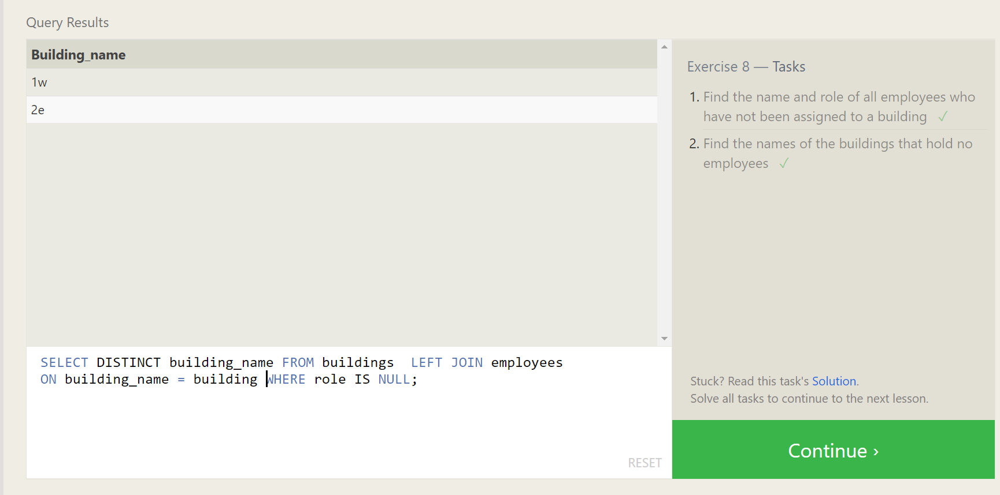 Query Results
Building_name
1w
2e
Exercise 8 — Tasks
1. Find the name and role of all employees who
have not been assigned to a building ✓
2. Find the names of the buildings that hold no
employees ✓
SELECT DISTINCT building_name FROM buildings  LEFT JOIN employees
ON building_name = building WHERE role IS NULL;
RESET
Stuck? Read this task's Solution.
Solve all tasks to continue to the next lesson.
Continue ›